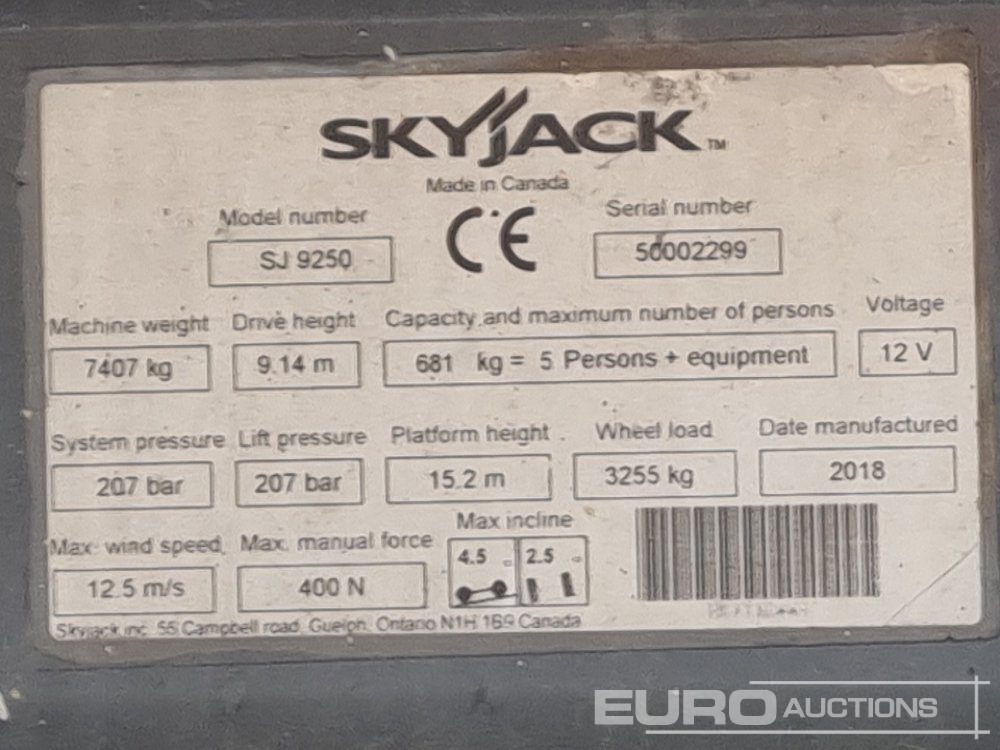 SKYJACK™
Made in Canada
Model number
CE
Serial number
SJ 9250
50002299
Machine weight
Drive height
Capacity and maximum number of persons
Voltage
7407 kg
9.14 m
681 kg = 5 Persons + equipment
12 V
System pressure
Lift pressure
Platform height
Wheel load
Date manufactured
207 bar
207 bar
15.2 m
3255 kg
2018
Max. wind speed
Max. manual force
Max incline
12.5 m/s
400 N
4.5
2.5
Skyjack inc. 55 Campbell road. Guelph. Ontario N1H 1B9 Canada
EURO AUCTIONS